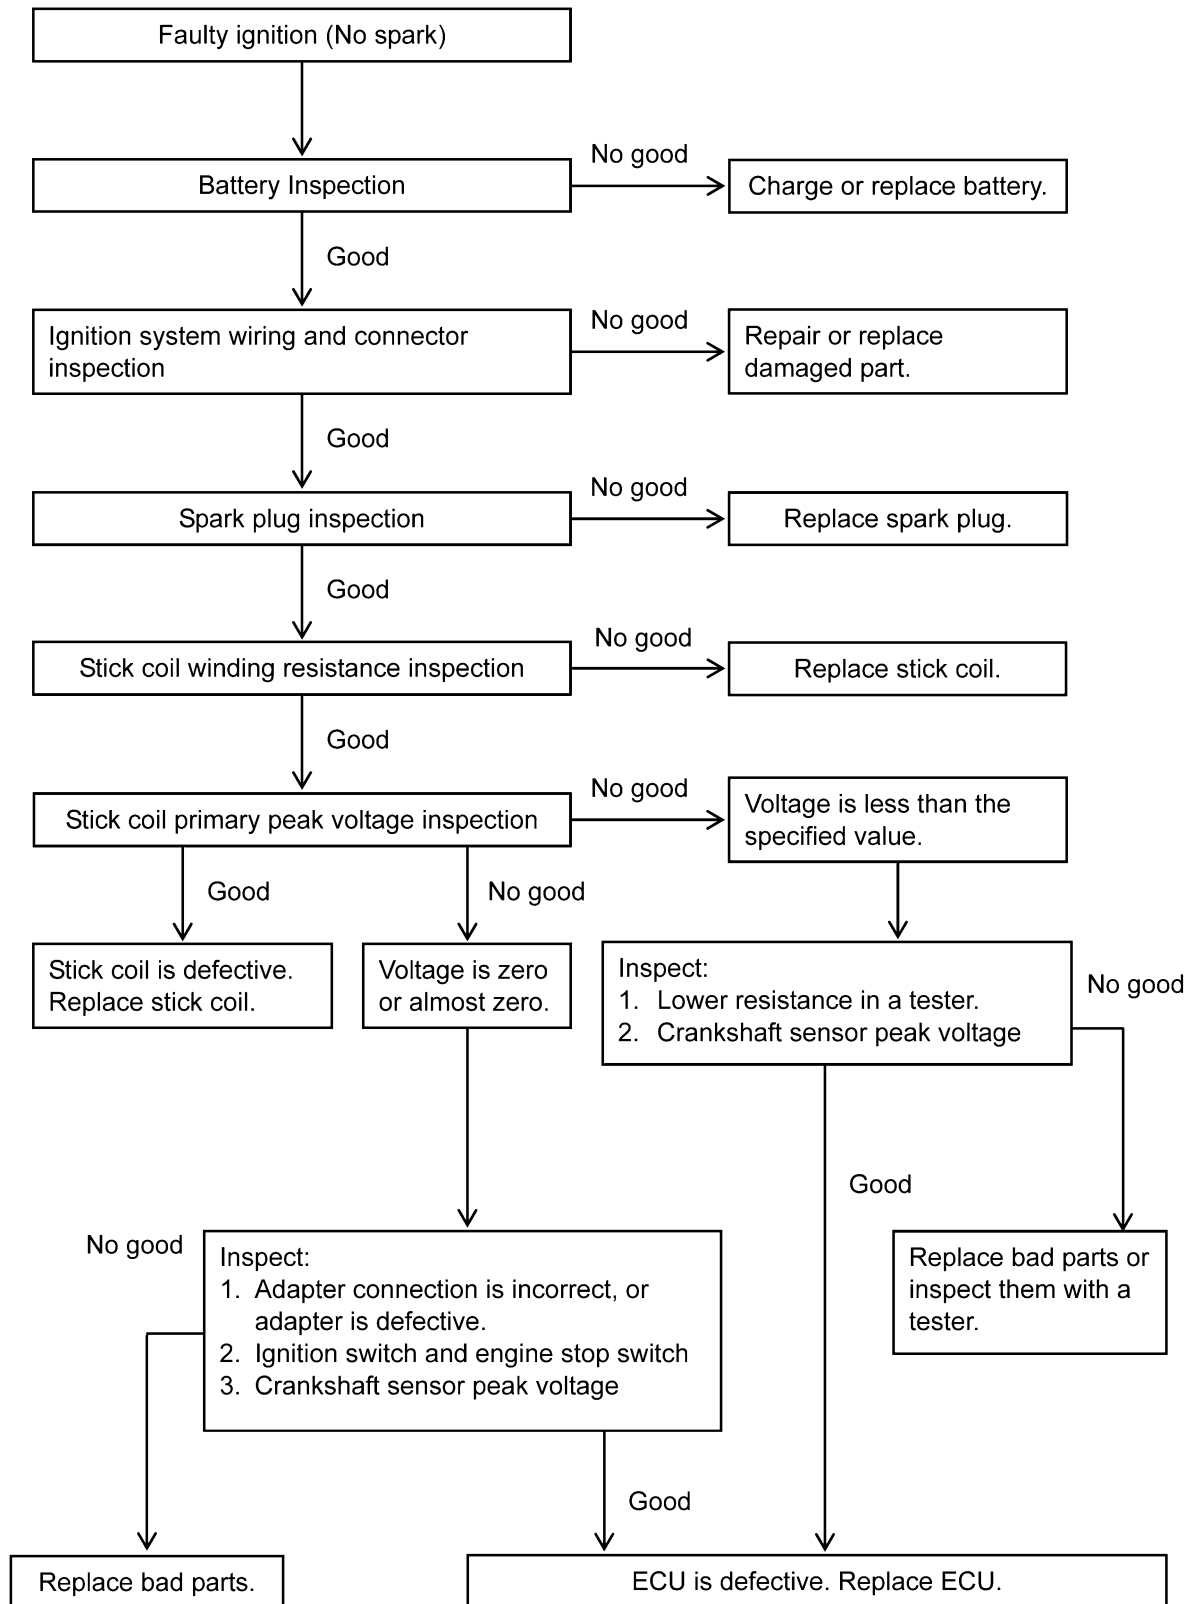 Faulty ignition (No spark)
No good
Battery Inspection
Charge or replace battery.
Good
No good
Ignition system wiring and connector
inspection
Repair or replace
damaged part.
Good
No good
Spark plug inspection
Replace spark plug.
Good
No good
Stick coil winding resistance inspection
Replace stick coil.
Good
No good
Stick coil primary peak voltage inspection
Voltage is less than the
specified value.
Good
No good
Stick coil is defective.
Replace stick coil.
Voltage is zero
or almost zero.
Inspect:
1. Lower resistance in a tester.
2. Crankshaft sensor peak voltage
No good
Good
No good
Inspect:
1. Adapter connection is incorrect, or
adapter is defective.
2. Ignition switch and engine stop switch
3. Crankshaft sensor peak voltage
Replace bad parts or
inspect them with a
tester.
Good
Replace bad parts.
ECU is defective. Replace ECU.